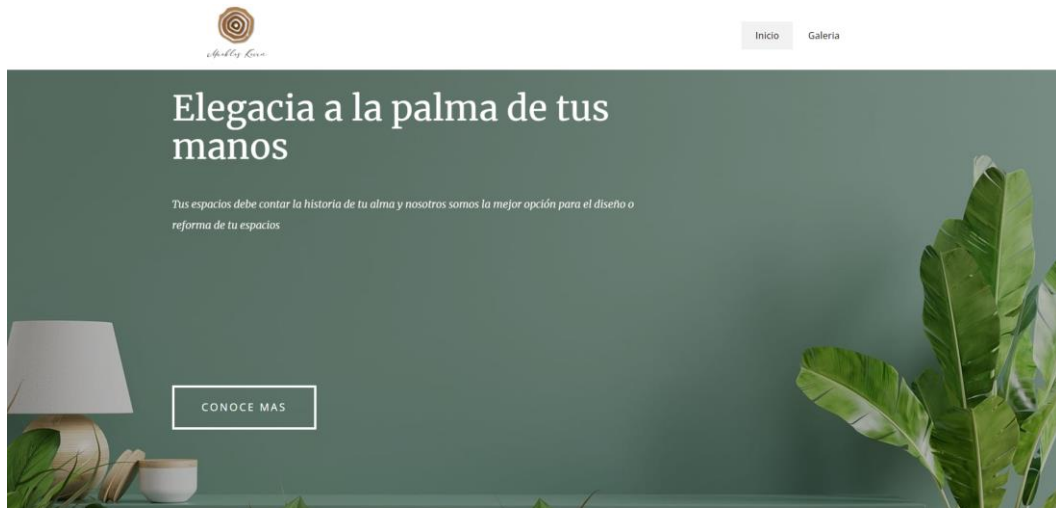 Muebles
Inicio
Galeria
Elegacia a la palma de tus
manos
Tus espacios debe contar la historia de tu alma y nosotros somos la mejor opción para el diseño o
reforma de tu espacios
CONOCE MAS